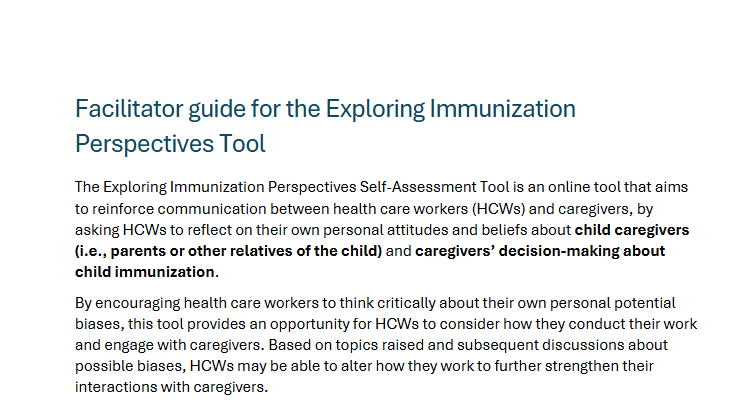 Facilitator guide for the Exploring Immunization
Perspectives Tool
The Exploring Immunization Perspectives Self-Assessment Tool is an online tool that aims
to reinforce communication between health care workers (HCWs) and caregivers, by
asking HCWs to reflect on their own personal attitudes and beliefs about child caregivers
(i.e., parents or other relatives of the child) and caregivers’ decision-making about
child immunization.
By encouraging health care workers to think critically about their own personal potential
biases, this tool provides an opportunity for HCWs to consider how they conduct their work
and engage with caregivers. Based on topics raised and subsequent discussions about
possible biases, HCWs may be able to alter how they work to further strengthen their
interactions with caregivers.